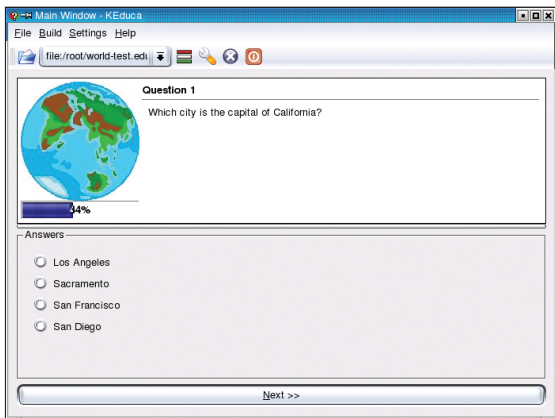 Main Window - KEduca
File Build Settings Help
file:/root/world-test.edu
Question 1
Which city is the capital of California?
44%
Answers
Los Angeles
Sacramento
San Francisco
San Diego
Next >>